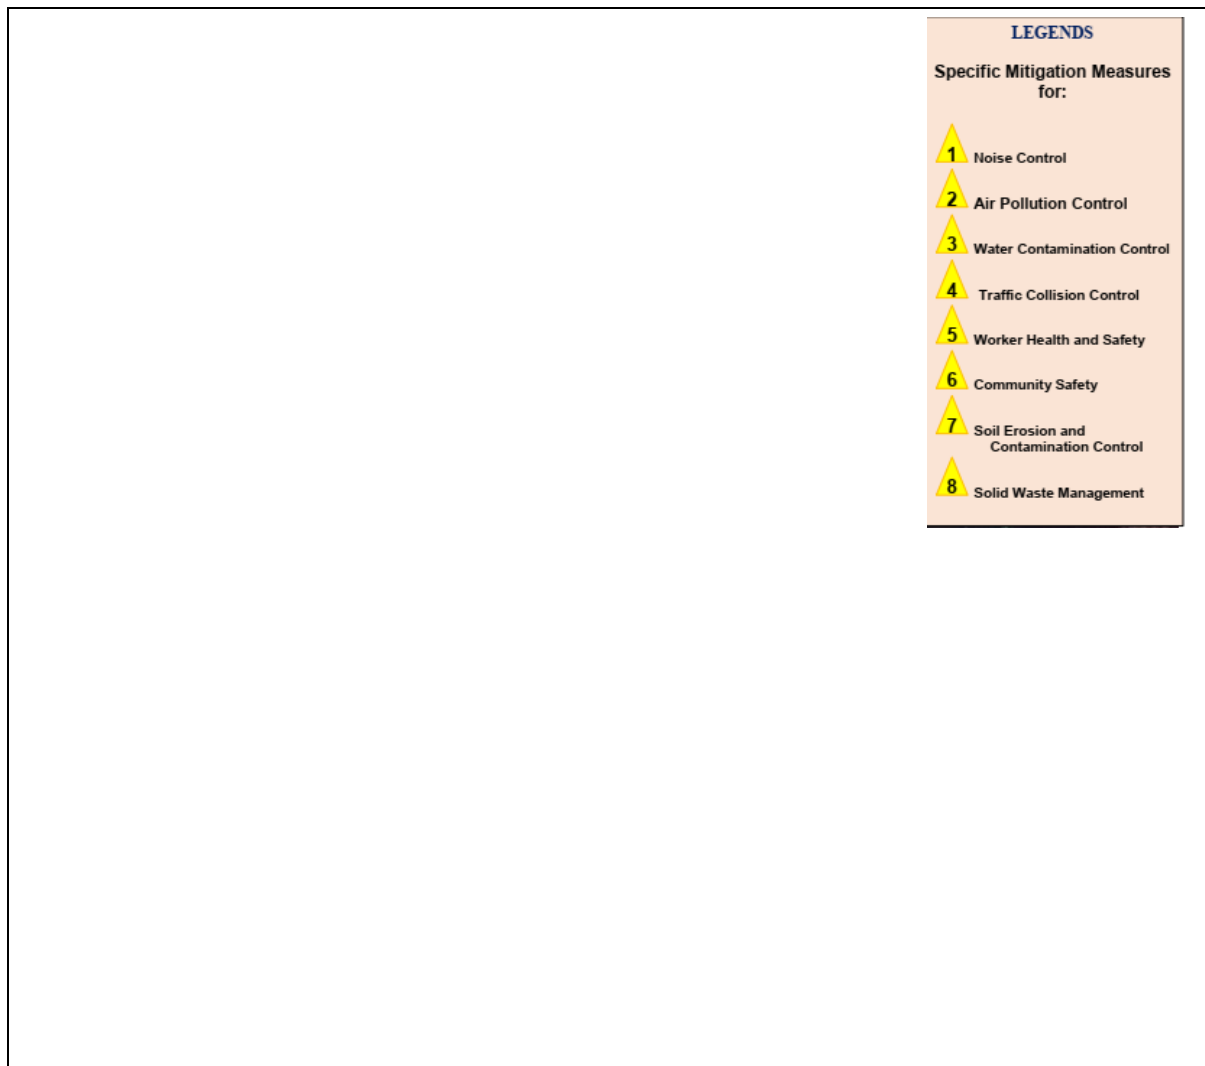 LEGENDS
Specific Mitigation Measures
for:
1 Noise Control
2 Air Pollution Control
3 Water Contamination Control
4 Traffic Collision Control
5 Worker Health and Safety
6 Community Safety
7 Soil Erosion and
Contamination Control
8 Solid Waste Management